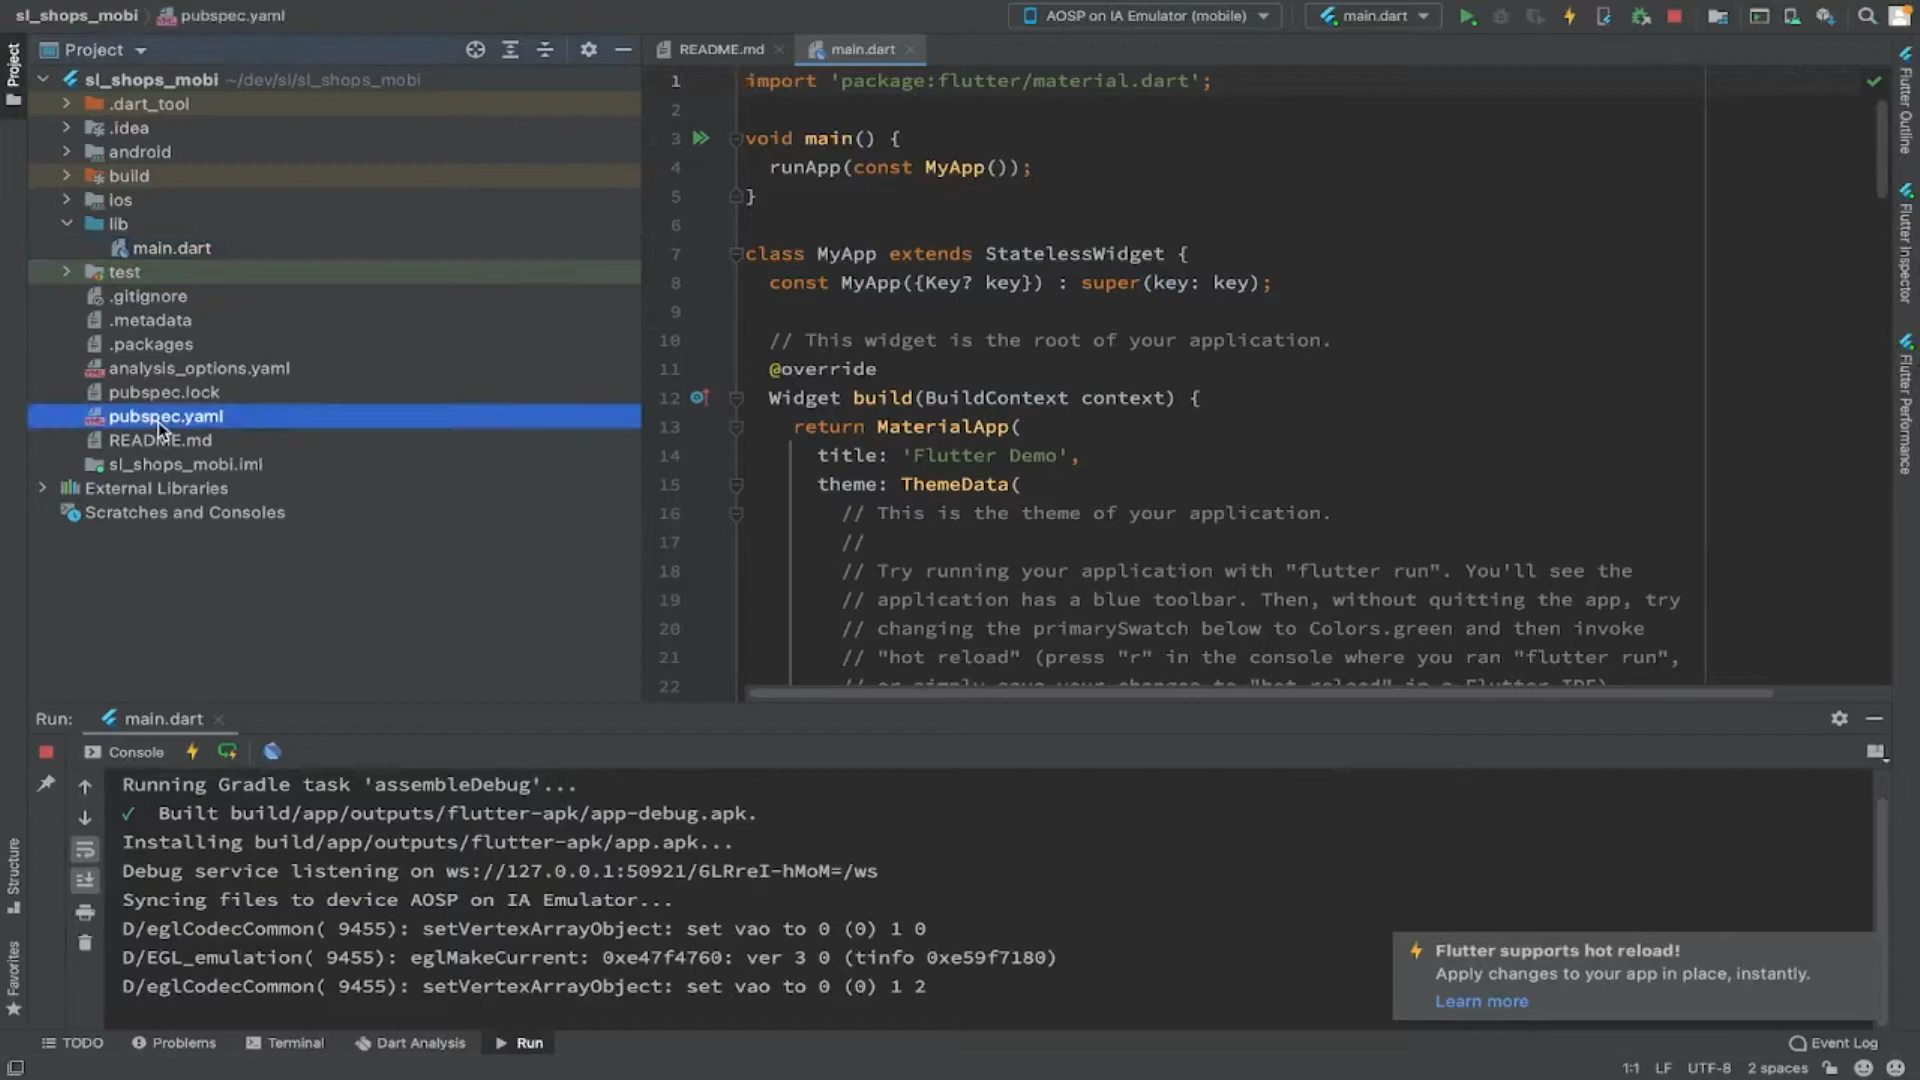 sl_shops_mobi pubspec.yaml
AOSP on IA Emulator (mobile)
main.dart
Project
README.md
main.dart
Project
sl_shops_mobi ~/dev/sl/sl_shops_mobi
.dart_tool
.idea
android
build
ios
lib
main.dart
test
.gitignore
.metadata
.packages
analysis_options.yaml
pubspec.lock
pubspec.yaml
README.md
sl_shops_mobi.iml
External Libraries
Scratches and Consoles
1 import 'package:flutter/material.dart';
2
3 void main() {
4 runApp(const MyApp());
5 }
6
7 class MyApp extends StatelessWidget {
8 const MyApp({Key? key}) : super(key: key);
9
10 // This widget is the root of your application.
11 @override
12 Widget build(BuildContext context) {
13 return MaterialApp(
14 title: 'Flutter Demo',
15 theme: ThemeData(
16 // This is the theme of your application.
17 //
18 // Try running your application with "flutter run". You'll see the
19 // application has a blue toolbar. Then, without quitting the app, try
20 // changing the primarySwatch below to Colors.green and then invoke
21 // "hot reload" (press "r" in the console where you ran "flutter run",
22 // or simply save your changes to "hot reload" in a Flutter IDE).
Flutter Outline
Flutter Inspector
Flutter Performance
Run: main.dart
Console
Running Gradle task 'assembleDebug'...
✓ Built build/app/outputs/flutter-apk/app-debug.apk.
Installing build/app/outputs/flutter-apk/app.apk...
Debug service listening on ws://127.0.0.1:50921/6LRreI-hMoM=/ws
Syncing files to device AOSP on IA Emulator...
D/eglCodecCommon( 9455): setVertexArrayObject: set vao to 0 (0) 1 0
D/EGL_emulation( 9455): eglMakeCurrent: 0xe47f4760: ver 3 0 (tinfo 0xe59f7180)
D/eglCodecCommon( 9455): setVertexArrayObject: set vao to 0 (0) 1 2
Structure
Favorites
Flutter supports hot reload!
Apply changes to your app in place, instantly.
Learn more
TODO
Problems
Terminal
Dart Analysis
Run
Event Log
1:1 LF UTF-8 2 spaces